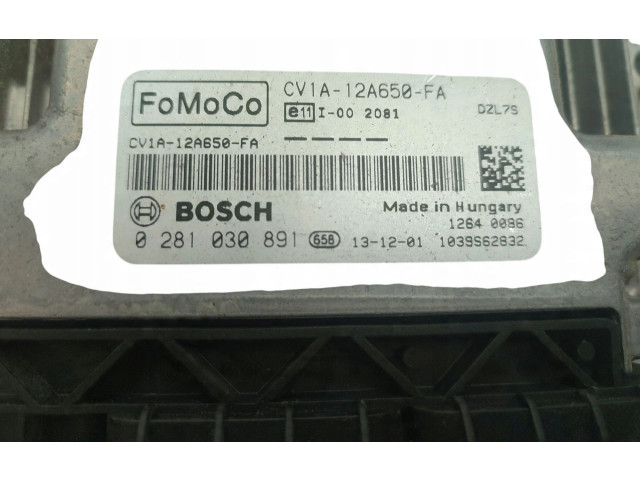 FoMoCo
CV1A-12A650-FA
e11 I-00 2081
DZL7S
CV1A-12A650-FA
BOSCH
Made in Hungary
1264 0096
0 281 030 891 658 13-12-01 1039S62832